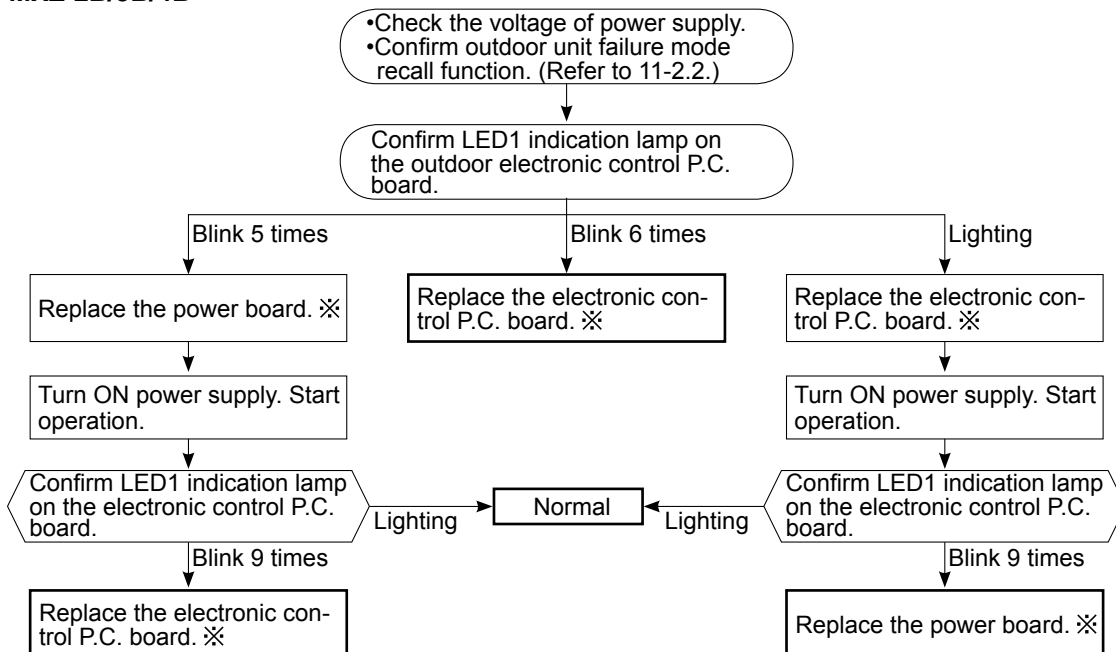 •Check the voltage of power supply.
•Confirm outdoor unit failure mode
recall function. (Refer to 11-2.2.)
Confirm LED1 indication lamp on
the outdoor electronic control P.C.
board.
Blink 5 times
Blink 6 times
Lighting
Replace the power board. ※
Replace the electronic con-
trol P.C. board. ※
Replace the electronic con-
trol P.C. board. ※
Turn ON power supply. Start
operation.
Turn ON power supply. Start
operation.
Confirm LED1 indication lamp
on the electronic control P.C.
board.
Lighting
Normal
Lighting
Confirm LED1 indication lamp
on the electronic control P.C.
board.
Blink 9 times
Blink 9 times
Replace the electronic con-
trol P.C. board. ※
Replace the power board. ※